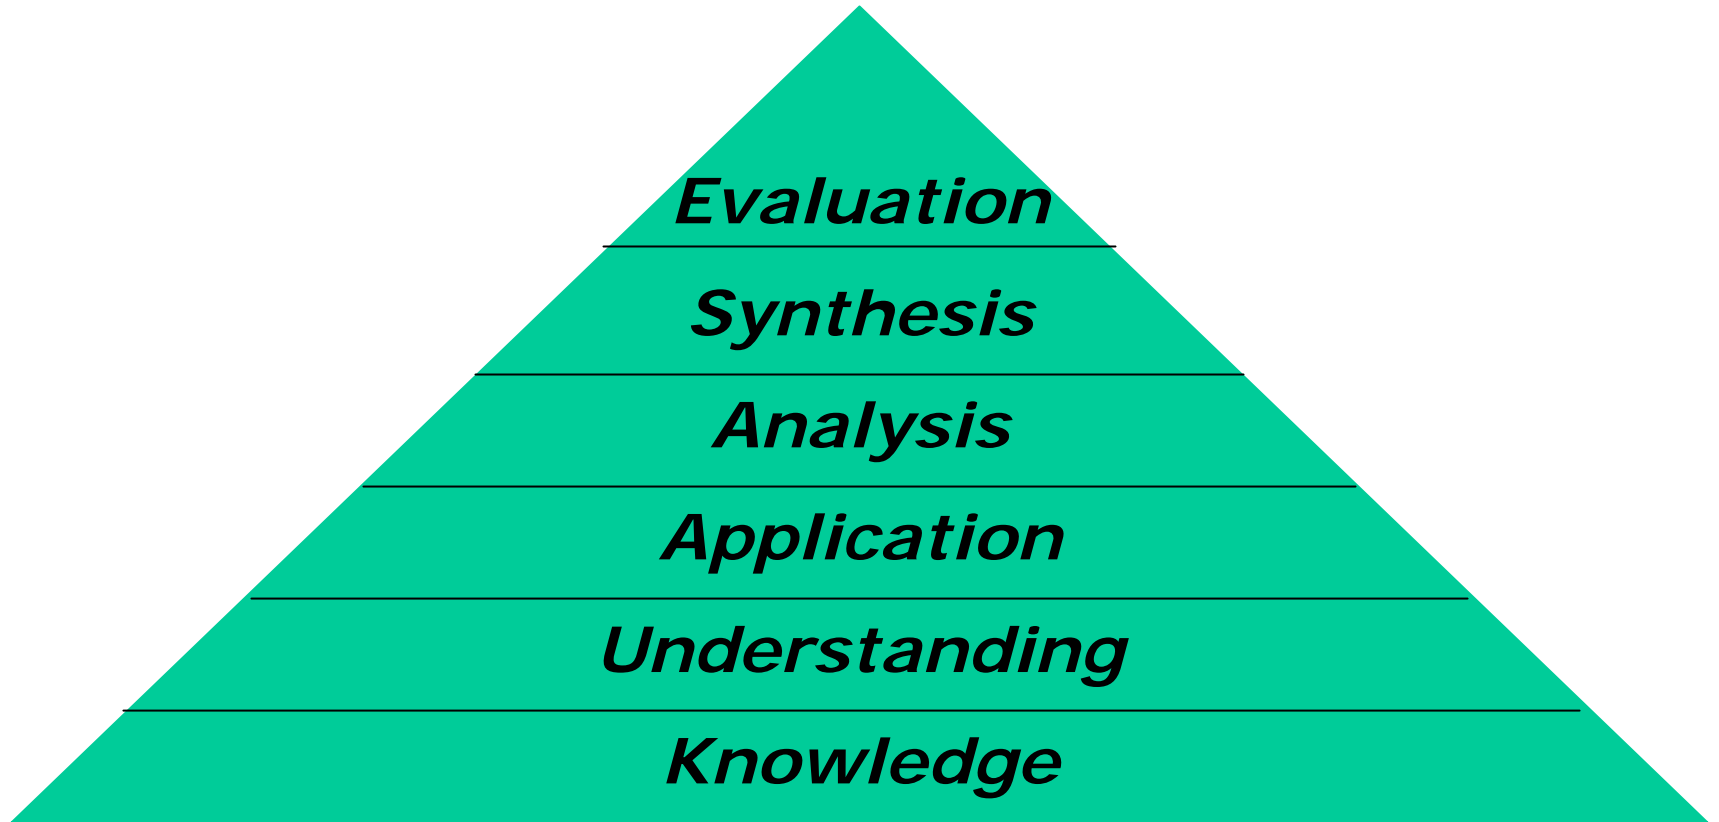 Evaluation
Synthesis
Analysis
Application
Understanding
Knowledge